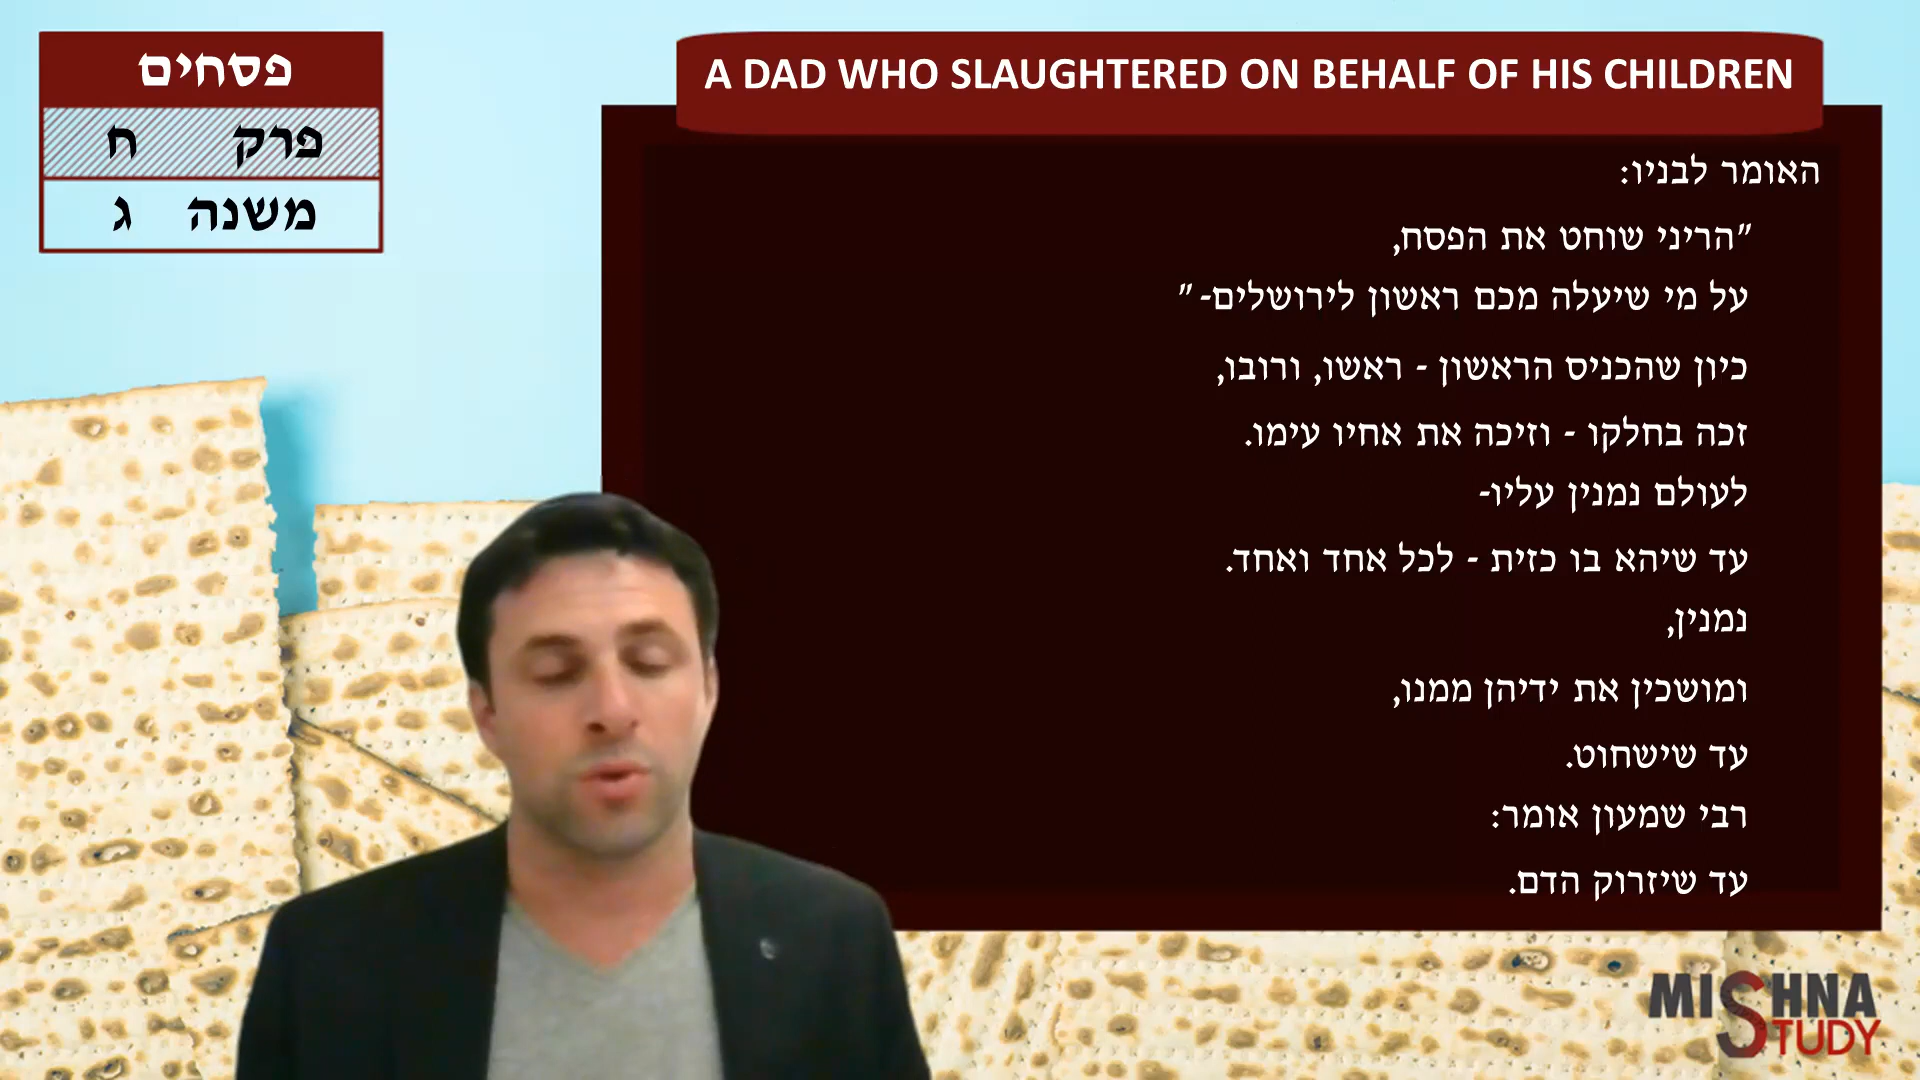 פסחים
פרק ח
משנה ג
A DAD WHO SLAUGHTERED ON BEHALF OF HIS CHILDREN
האומר לבניו:
"הריני שוחט את הפסח,
על מי שיעלה מכם ראשון לירושלים-"
כיון שהכניס הראשון - ראשו, ורובו,
זכה בחלקו - וזיכה את אחיו עימו.
לעולם נמנין עליו-
עד שיהא בו כזית - לכל אחד ואחד.
נמנין,
ומושכין את ידיהן ממנו,
עד שישחוט.
רבי שמעון אומר:
עד שיזרוק הדם.
MISHNA
STUDY